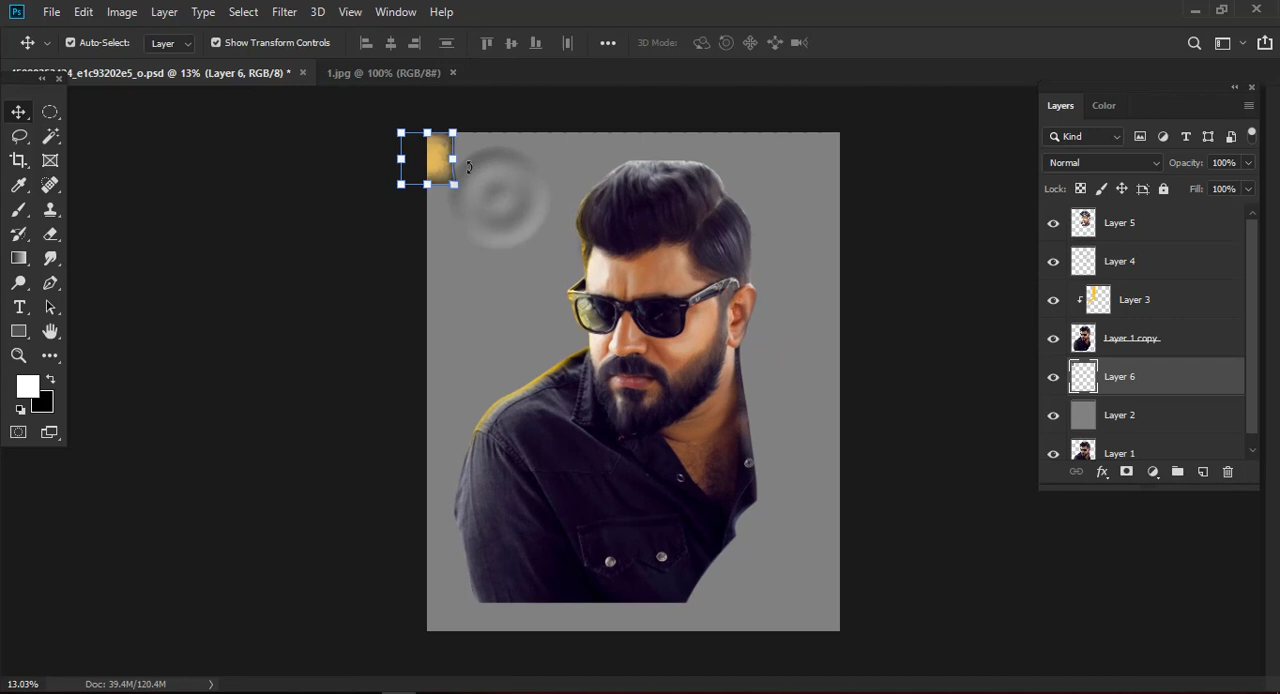 Ps File Edit Image Layer Type Select Filter 3D View Window Help
Auto-Select: Layer Show Transform Controls 3D Mode:
_e1c93202e5_o.psd @ 13% (Layer 6, RGB/8) * × 1.jpg @ 100% (RGB/8#) ×
Layers Color
Kind
Normal Opacity: 100%
Lock: Fill: 100%
Layer 5
Layer 4
Layer 3
Layer 1 copy
Layer 6
Layer 2
Layer 1
fx
13.03% Doc: 39.4M/120.4M